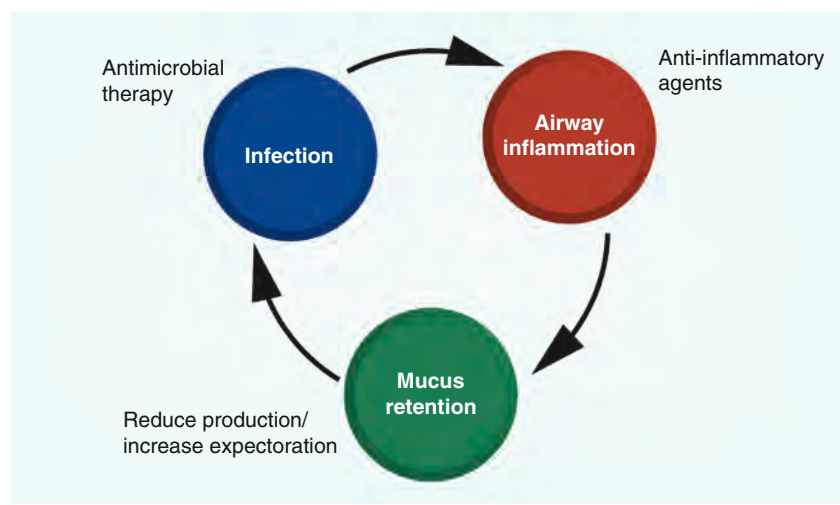 Antimicrobial
therapy
Infection
Airway
inflammation
Anti-inflammatory
agents
Mucus
retention
Reduce production/
increase expectoration